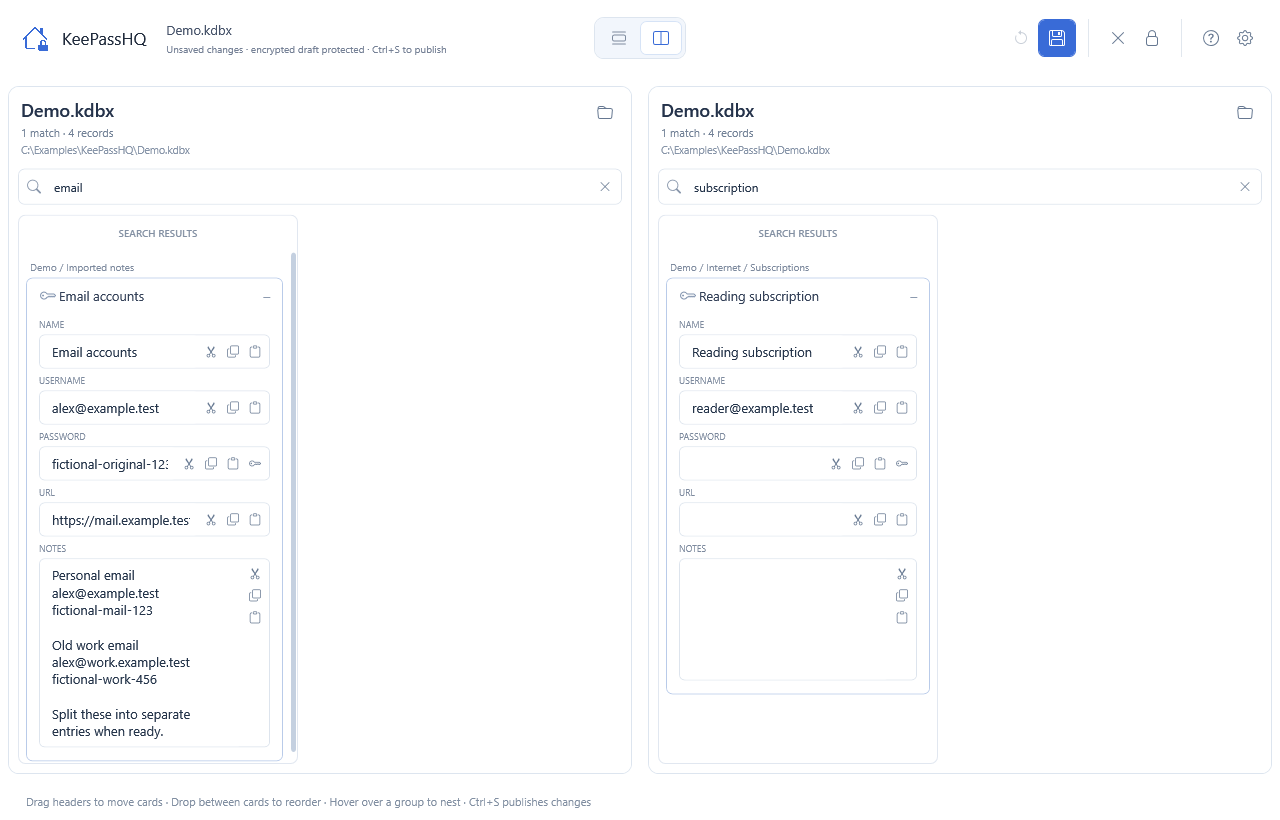 KeePassHQ
Demo.kdbx
Unsaved changes · encrypted draft protected · Ctrl+S to publish
Demo.kdbx
1 match · 4 records
C:\Examples\KeePassHQ\Demo.kdbx
email
SEARCH RESULTS
Demo / Imported notes
Email accounts
NAME
Email accounts
USERNAME
alex@example.test
PASSWORD
fictional-original-123
URL
https://mail.example.test
NOTES
Personal email
alex@example.test
fictional-mail-123
Old work email
alex@work.example.test
fictional-work-456
Split these into separate
entries when ready.
Demo.kdbx
1 match · 4 records
C:\Examples\KeePassHQ\Demo.kdbx
subscription
SEARCH RESULTS
Demo / Internet / Subscriptions
Reading subscription
NAME
Reading subscription
USERNAME
reader@example.test
PASSWORD
URL
NOTES
Drag headers to move cards · Drop between cards to reorder · Hover over a group to nest · Ctrl+S publishes changes